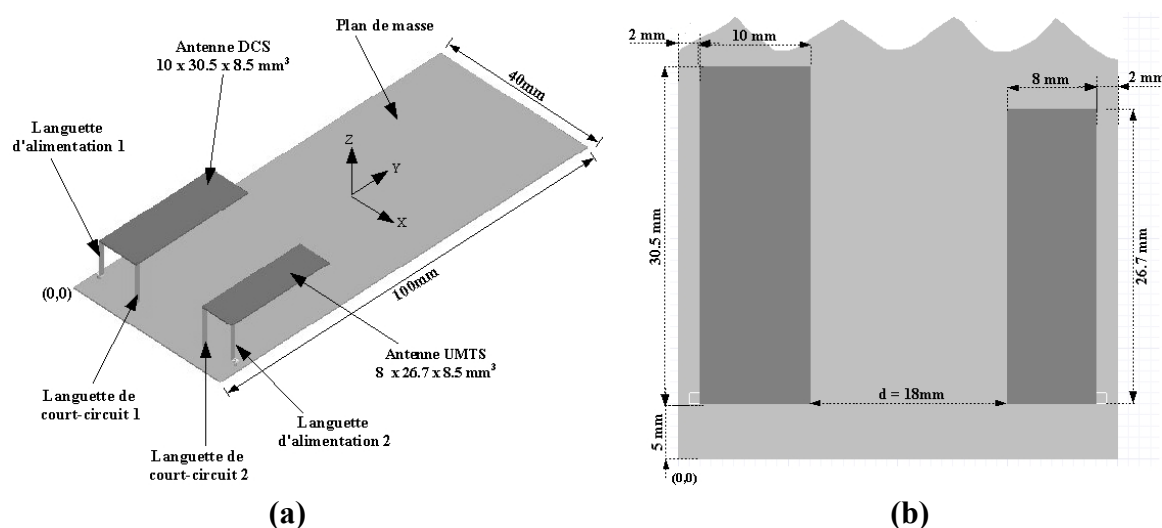 Antenne DCS
10 x 30.5 x 8.5 mm³
Plan de masse
40mm
Languette
d'alimentation 1
Z
Y
X
(0,0)
100mm
Languette de
court-circuit 1
Languette de
court-circuit 2
Languette
d'alimentation 2
Antenne UMTS
8 x 26.7 x 8.5 mm³
(a)
2 mm
10 mm
8 mm
2 mm
30.5 mm
26.7 mm
d = 18mm
5 mm
(0,0)
(b)